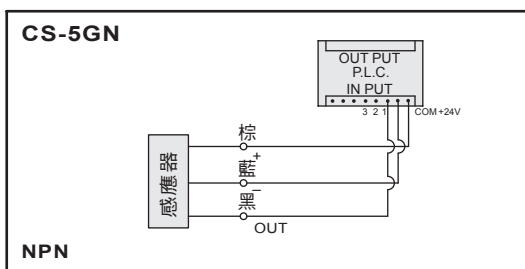 CS-5GN
OUT PUT
P.L.C.
IN PUT
3 2 1 COM +24V
棕
+
藍
−
黑
OUT
感應器
NPN